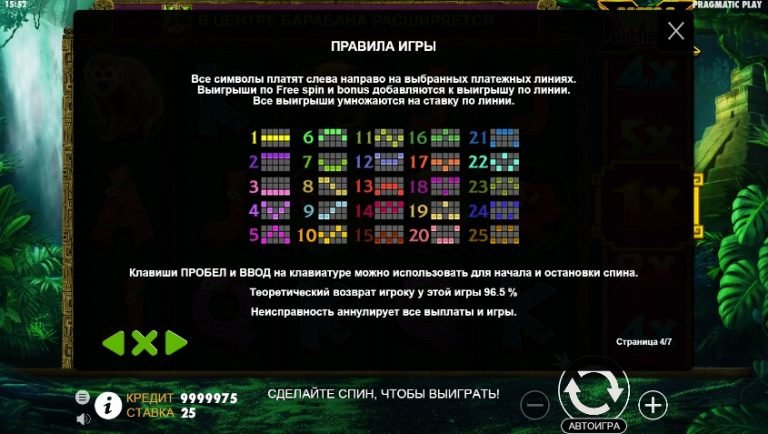 15:52
PRAGMATIC PLAY
В ЦЕНТРЕ БАРАБАНА РАСШИРЯЕТСЯ
ПРАВИЛА ИГРЫ
Все символы платят слева направо на выбранных платежных линиях.
Выигрыши по Free spin и bonus добавляются к выигрышу по линии.
Все выигрыши умножаются на ставку по линии.
1 6 11 16 21
2 7 12 17 22
3 8 13 18 23
4 9 14 19 24
5 10 15 20 25
4x
5x
1x
Клавиши ПРОБЕЛ и ВВОД на клавиатуре можно использовать для начала и остановки спина.
Теоретический возврат игроку у этой игры 96.5 %
Неисправность аннулирует все выплаты и игры.
Страница 4/7
КРЕДИТ 9999975
СТАВКА 25
СДЕЛАЙТЕ СПИН, ЧТОБЫ ВЫИГРАТЬ!
АВТОИГРА